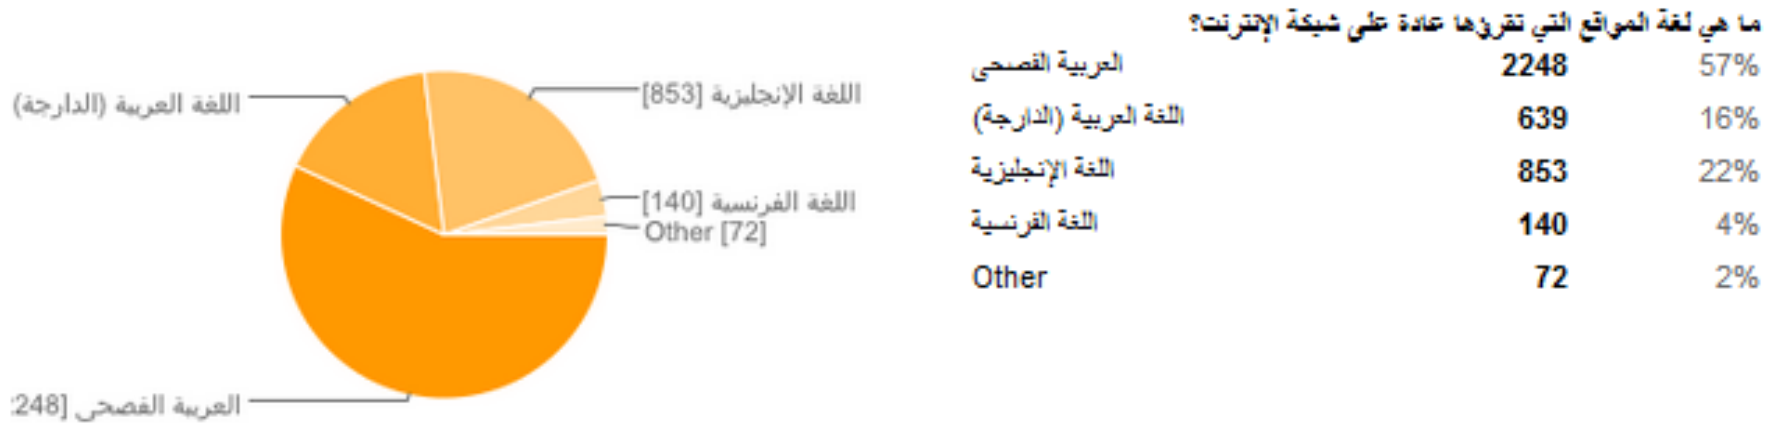 ما هي لغة المواقع التي تقرؤها عادة على شبكة الإنترنت؟
العربية الفصحى 2248 57%
اللغة العربية (الدارجة) 639 16%
اللغة الإنجليزية 853 22%
اللغة الفرنسية 140 4%
Other 72 2%
اللغة الإنجليزية [853]
اللغة العربية (الدارجة)
اللغة الفرنسية [140]
Other [72]
العربية الفصحى [248: